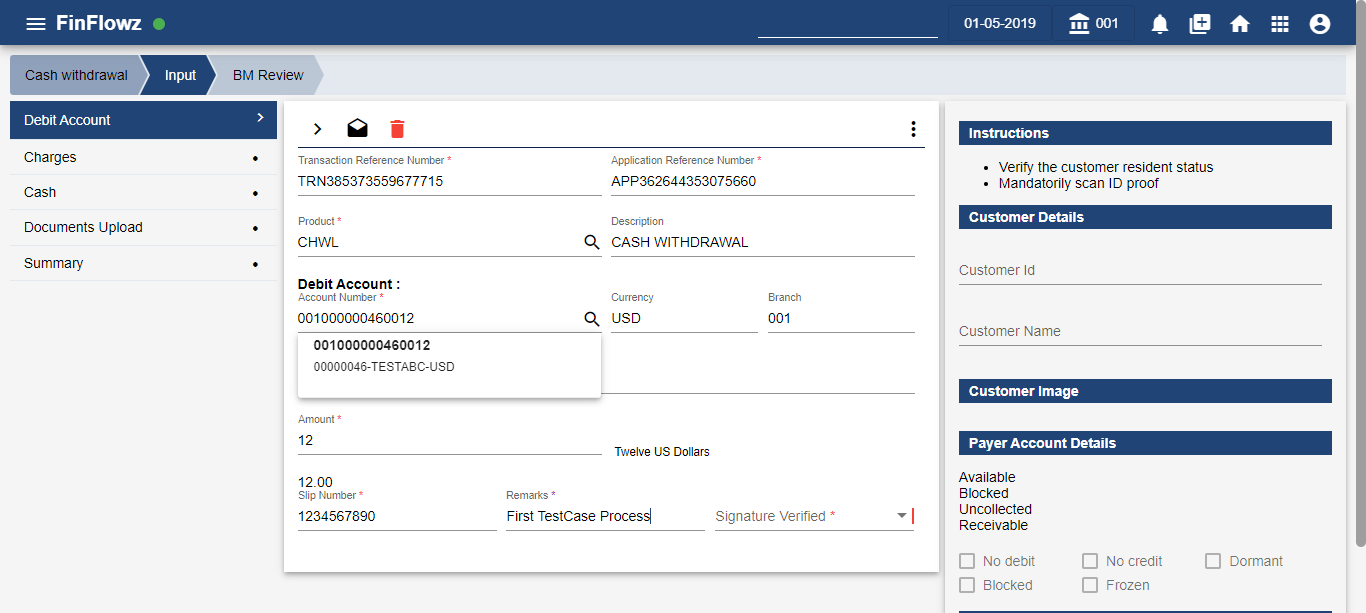 FinFlowz
01-05-2019
001
Cash withdrawal
Input
BM Review
Debit Account
Charges
Cash
Documents Upload
Summary
Transaction Reference Number *
Application Reference Number *
TRN385373559677715
APP362644353075660
Product *
Description
CHWL
CASH WITHDRAWAL
Debit Account :
Account Number *
Currency
Branch
001000000460012
USD
001
001000000460012
00000046-TESTABC-USD
Amount *
12
Twelve US Dollars
12.00
Slip Number *
Remarks *
1234567890
First TestCase Process
Signature Verified *
Instructions
• Verify the customer resident status
• Mandatorily scan ID proof
Customer Details
Customer Id
Customer Name
Customer Image
Payer Account Details
Available
Blocked
Uncollected
Receivable
No debit
No credit
Dormant
Blocked
Frozen